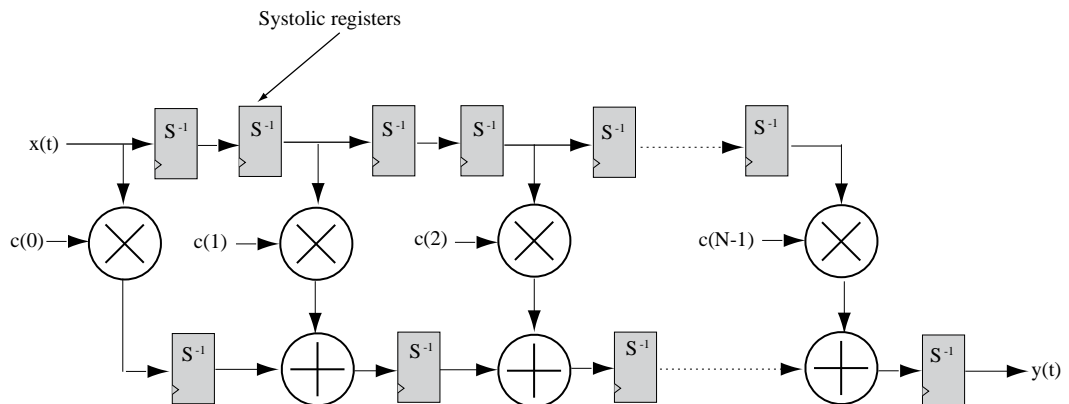 Systolic registers
x(t)
S⁻¹
S⁻¹
S⁻¹
S⁻¹
S⁻¹
S⁻¹
c(0)
c(1)
c(2)
c(N-1)
S⁻¹
S⁻¹
S⁻¹
S⁻¹
y(t)